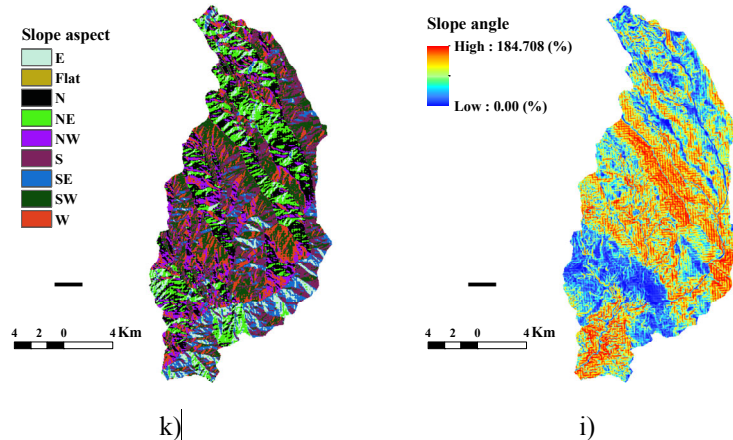 Slope aspect
E
Flat
N
NE
NW
S
SE
SW
W
4 2 0 4 Km
k)
Slope angle
High : 184.708 (%)
Low : 0.00 (%)
4 2 0 4 Km
i)